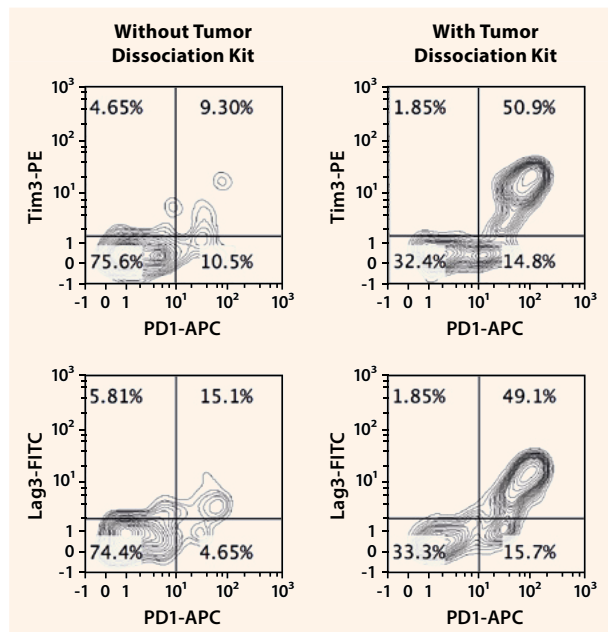 Without Tumor
Dissociation Kit
With Tumor
Dissociation Kit
10³
4.65%
9.30%
10²
Tim3-PE
10¹
1
0
75.6%
10.5%
-1
-1 0 1 10¹ 10² 10³
PD1-APC
10³
1.85%
50.9%
10²
Tim3-PE
10¹
1
0
32.4%
14.8%
-1
-1 0 1 10¹ 10² 10³
PD1-APC
10³
5.81%
15.1%
10²
Lag3-FITC
10¹
1
0
74.4%
4.65%
-1
-1 0 1 10¹ 10² 10³
PD1-APC
10³
1.85%
49.1%
10²
Lag3-FITC
10¹
1
0
33.3%
15.7%
-1
-1 0 1 10¹ 10² 10³
PD1-APC